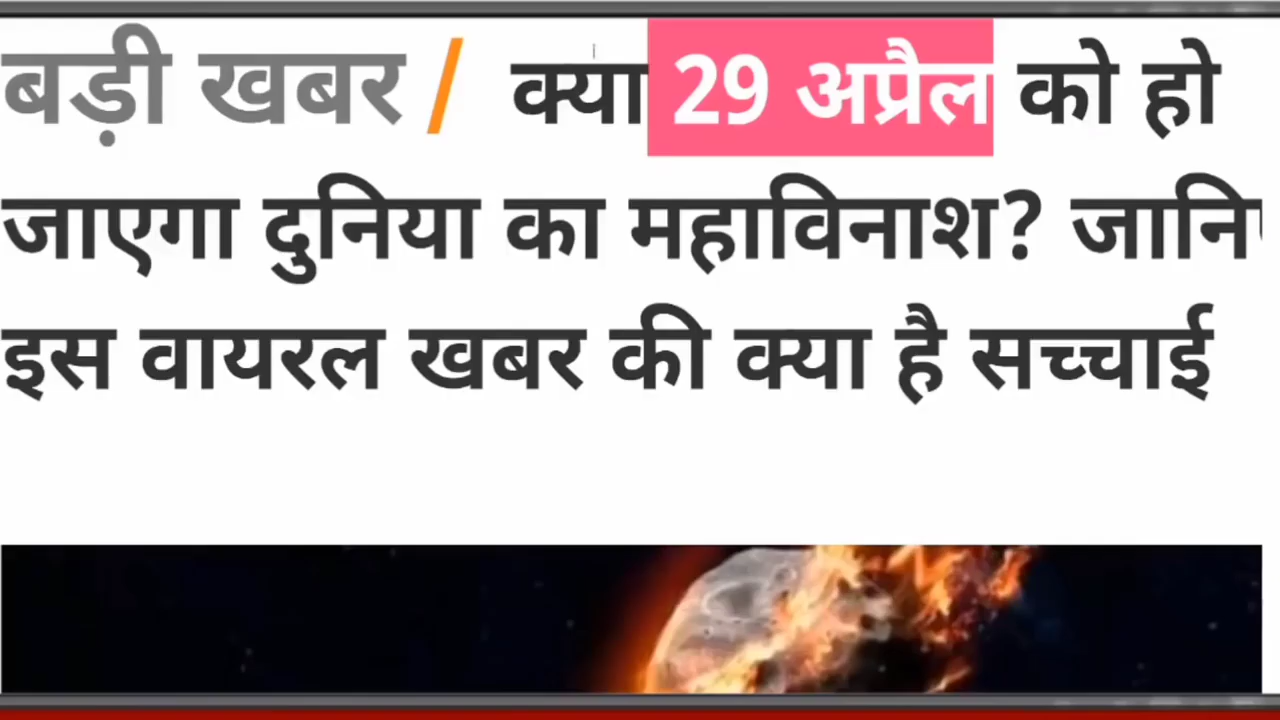 बड़ी खबर / क्या 29 अप्रैल को हो
जाएगा दुनिया का महाविनाश?
इस वायरल खबर की क्या है सच्चाई